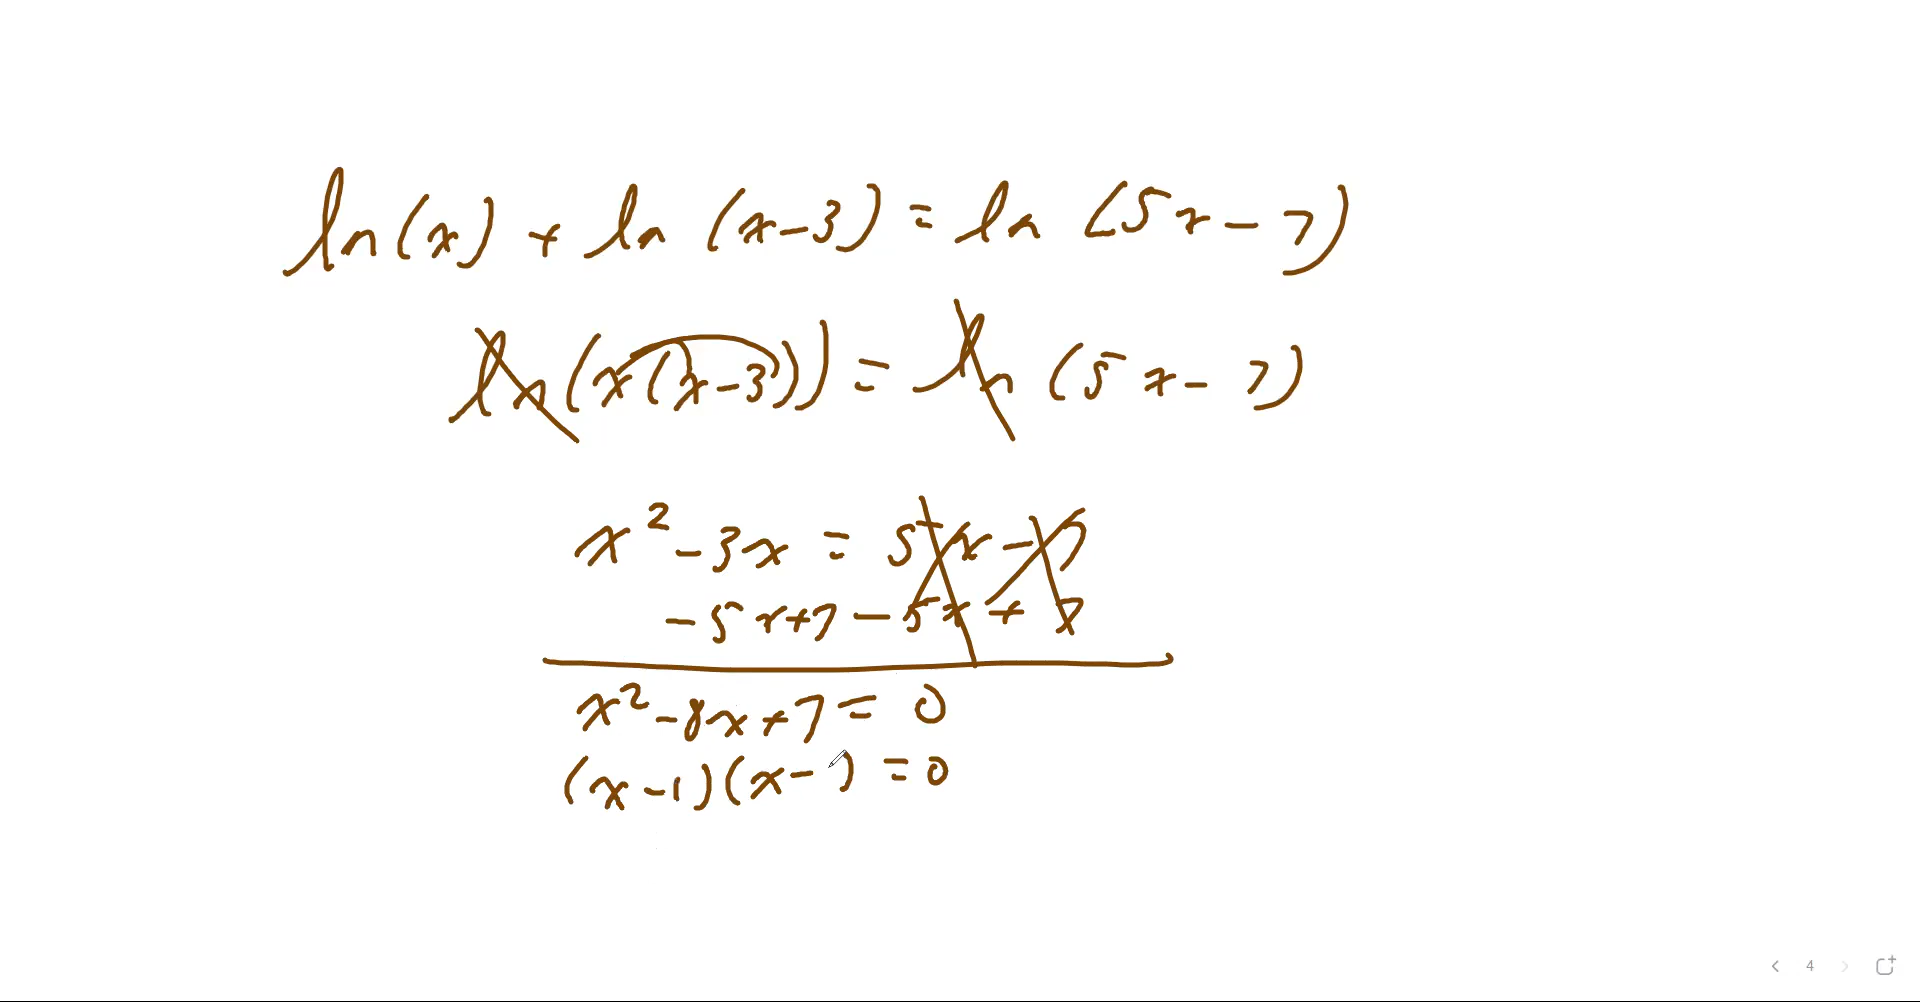 ln(x) + ln (x-3) = ln (5x - 7)
ln(x(x-3)) = ln (5x - 7)
x² - 3x = 5x - 7
- 5x+7 - 5x + 7
x² - 8x + 7 = 0
(x - 1)(x - ) = 0
4